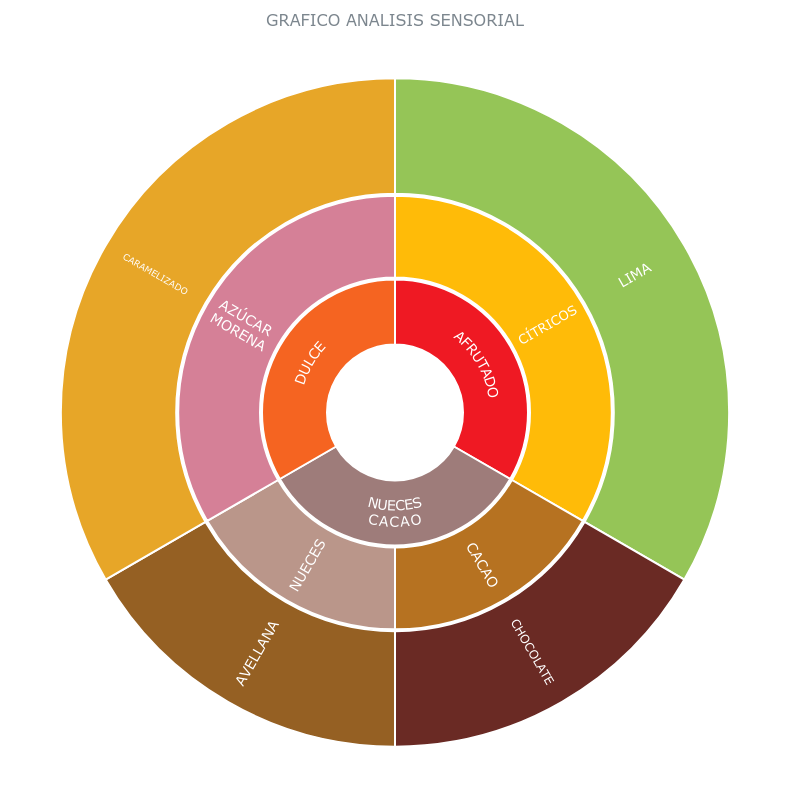 GRAFICO ANALISIS SENSORIAL
CARAMELIZADO
LIMA
AZÚCAR
MORENA
CÍTRICOS
DULCE
AFRUTADO
NUECES
CACAO
NUECES
CACAO
AVELLANA
CHOCOLATE